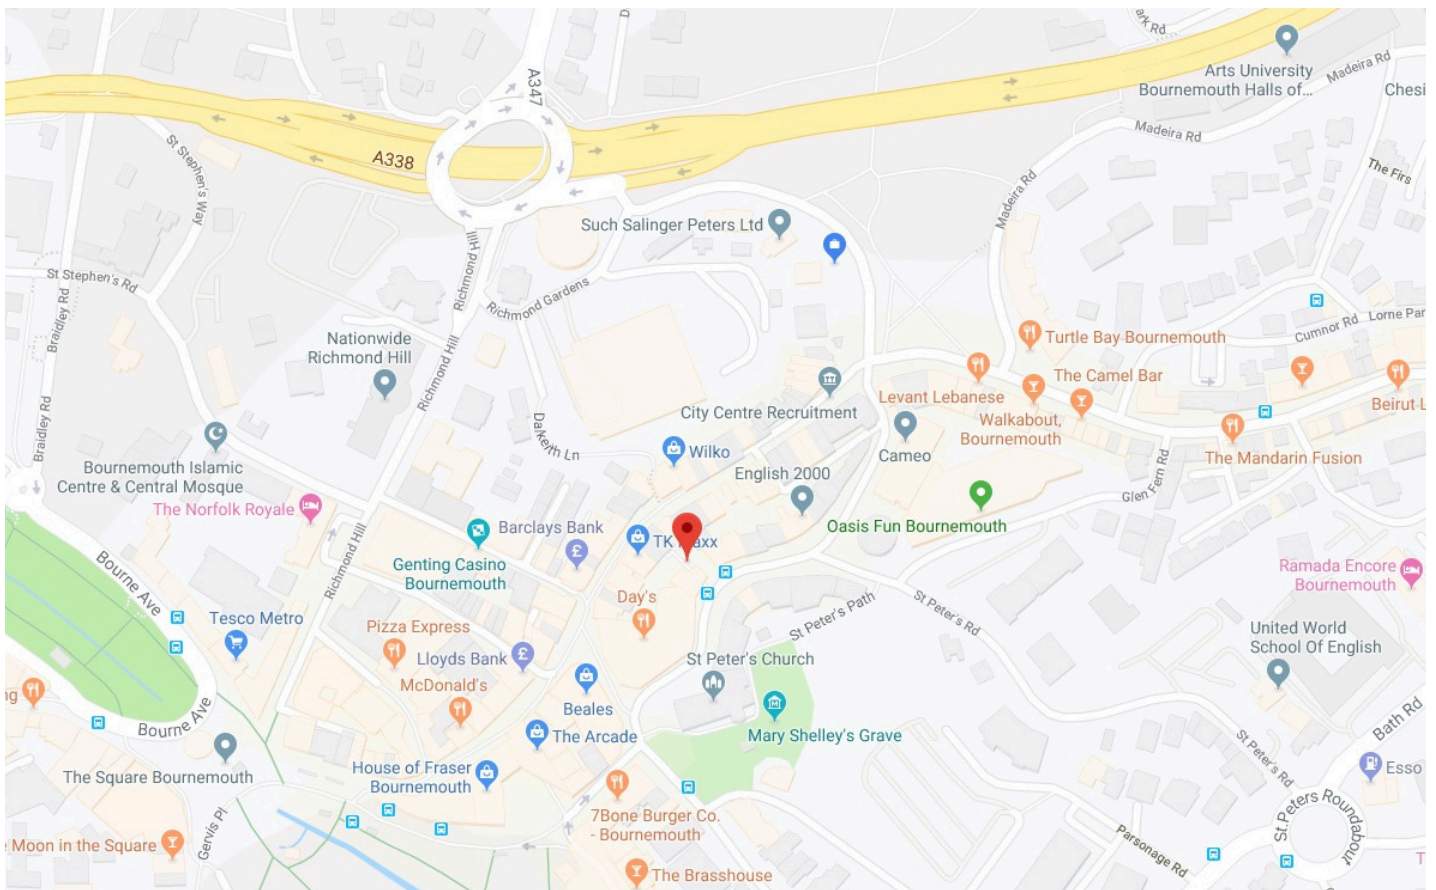 A347
A338
rk Rd
D
Arts University
Bournemouth Halls of...
Madeira Rd
Chesi
Madeira Rd
The Firs
Madeira Rd
St Stephen's Way
St Stephen's Rd
Braidley Rd
Braidley Rd
Such Salinger Peters Ltd
Richmond Hill
Richmond Gardens
Nationwide
Richmond Hill
Richmond Hill
Turtle Bay Bournemouth
Cumnor Rd
Lorne Par
The Camel Bar
Levant Lebanese
Walkabout,
Bournemouth
Beirut L
City Centre Recruitment
Cameo
Dalkeith Ln
Wilko
The Mandarin Fusion
Bournemouth Islamic
Centre & Central Mosque
English 2000
Glen Fern Rd
The Norfolk Royale
Barclays Bank
Oasis Fun Bournemouth
TK Maxx
Genting Casino
Bournemouth
Richmond Hill
Bourne Ave
Ramada Encore
Bournemouth
Day's
St Peter's Path
St Peter's Rd
Tesco Metro
Pizza Express
Lloyds Bank
St Peter's Church
United World
School Of English
McDonald's
Beales
ng
Bourne Ave
The Arcade
Mary Shelley's Grave
Bath Rd
The Square Bournemouth
House of Fraser
Bournemouth
St Peter's Rd
Esso
7Bone Burger Co.
- Bournemouth
St.Peters Roundabout
Moon in the Square
Gervis Pl
Parsonage Rd
The Brasshouse
T